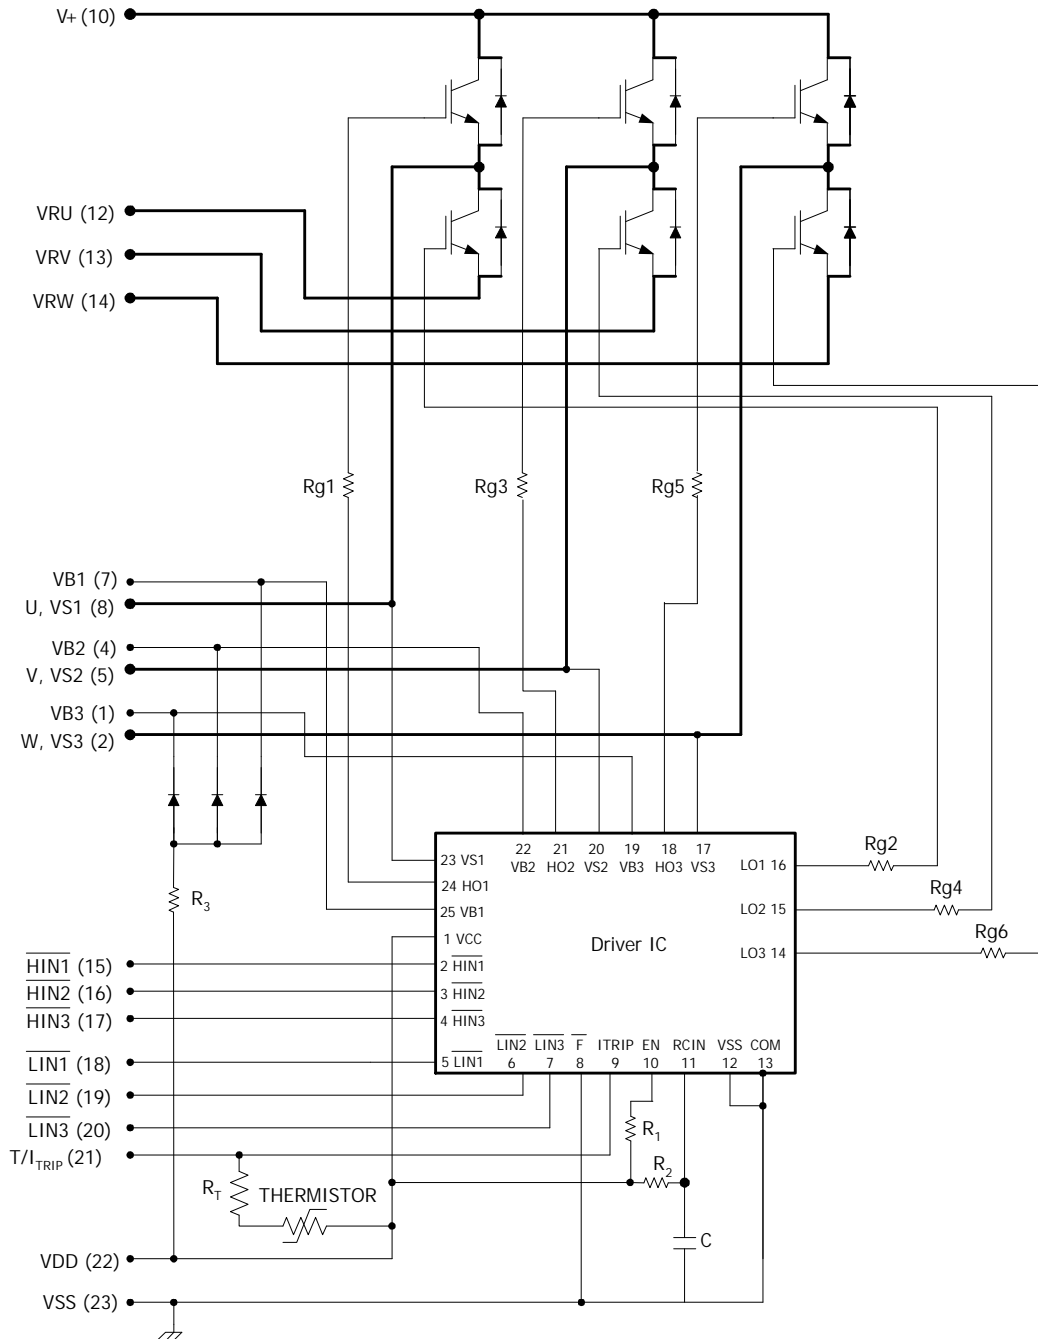 V+ (10)
VRU (12)
VRV (13)
VRW (14)
Rg1
Rg3
Rg5
VB1 (7)
U, VS1 (8)
VB2 (4)
V, VS2 (5)
VB3 (1)
W, VS3 (2)
22 21 20 19 18 17
VB2 HO2 VS2 VB3 HO3 VS3
23 VS1
24 HO1
25 VB1
1 VCC
2 HIN1
3 HIN2
4 HIN3
5 LIN1
Driver IC
LO1 16
LO2 15
LO3 14
Rg2
Rg4
Rg6
LIN2 LIN3 F ITRIP EN RCIN VSS COM
6 7 8 9 10 11 12 13
R3
HIN1 (15)
HIN2 (16)
HIN3 (17)
LIN1 (18)
LIN2 (19)
LIN3 (20)
T/ITRIP (21)
R1
R2
RT
THERMISTOR
C
VDD (22)
VSS (23)